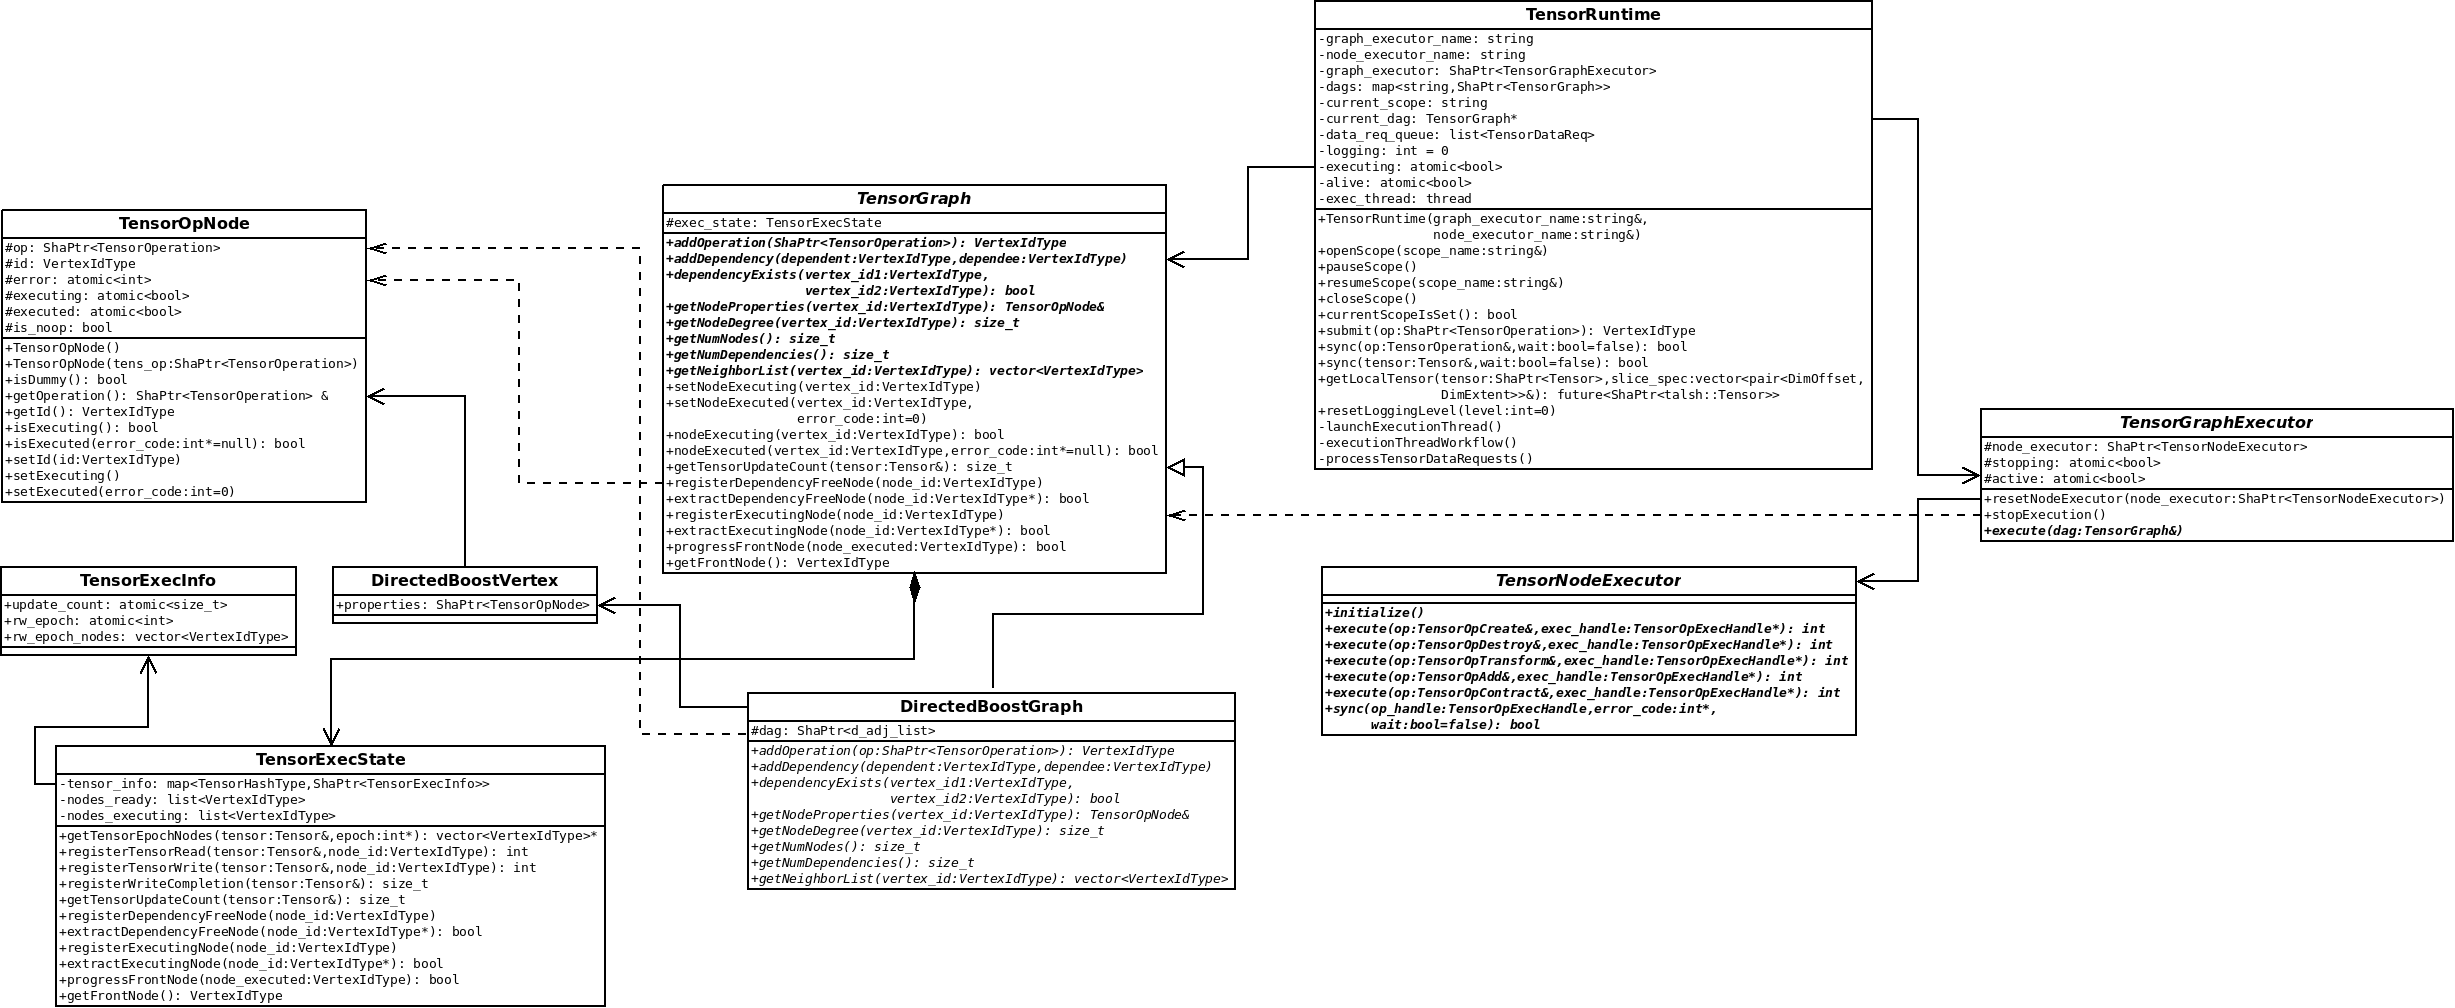 TensorRuntime
-graph_executor_name: string
-node_executor_name: string
-graph_executor: ShaPtr<TensorGraphExecutor>
-dags: map<string,ShaPtr<TensorGraph>>
-current_scope: string
-current_dag: TensorGraph*
-data_req_queue: list<TensorDataReq>
-logging: int = 0
-executing: atomic<bool>
-alive: atomic<bool>
-exec_thread: thread
+TensorRuntime(graph_executor_name:string&,
node_executor_name:string&)
+openScope(scope_name:string&)
+pauseScope()
+resumeScope(scope_name:string&)
+closeScope()
+currentScopeIsSet(): bool
+submit(op:ShaPtr<TensorOperation>): VertexIdType
+sync(op:TensorOperation&,wait:bool=false): bool
+sync(tensor:Tensor&,wait:bool=false): bool
+getLocalTensor(tensor:ShaPtr<Tensor>,slice_spec:vector<pair<DimOffset,
DimExtent>>&): future<ShaPtr<talsh::Tensor>>
+resetLoggingLevel(level:int=0)
-launchExecutionThread()
-executionThreadWorkflow()
-processTensorDataRequests()
TensorGraph
#exec_state: TensorExecState
+addOperation(ShaPtr<TensorOperation>): VertexIdType
+addDependency(dependent:VertexIdType,dependee:VertexIdType)
+dependencyExists(vertex_id1:VertexIdType,
vertex_id2:VertexIdType): bool
+getNodeProperties(vertex_id:VertexIdType): TensorOpNode&
+getNodeDegree(vertex_id:VertexIdType): size_t
+getNumNodes(): size_t
+getNumDependencies(): size_t
+getNeighborList(vertex_id:VertexIdType): vector<VertexIdType>
+setNodeExecuting(vertex_id:VertexIdType)
+setNodeExecuted(vertex_id:VertexIdType,
error_code:int=0)
+nodeExecuting(vertex_id:VertexIdType): bool
+nodeExecuted(vertex_id:VertexIdType,error_code:int*=null): bool
+getTensorUpdateCount(tensor:Tensor&): size_t
+registerDependencyFreeNode(node_id:VertexIdType)
+extractDependencyFreeNode(node_id:VertexIdType*): bool
+registerExecutingNode(node_id:VertexIdType)
+extractExecutingNode(node_id:VertexIdType*): bool
+progressFrontNode(node_executed:VertexIdType): bool
+getFrontNode(): VertexIdType
TensorOpNode
#op: ShaPtr<TensorOperation>
#id: VertexIdType
#error: atomic<int>
#executing: atomic<bool>
#executed: atomic<bool>
#is_noop: bool
+TensorOpNode()
+TensorOpNode(tens_op:ShaPtr<TensorOperation>)
+isDummy(): bool
+getOperation(): ShaPtr<TensorOperation> &
+getId(): VertexIdType
+isExecuting(): bool
+isExecuted(error_code:int*=null): bool
+setId(id:VertexIdType)
+setExecuting()
+setExecuted(error_code:int=0)
TensorGraphExecutor
#node_executor: ShaPtr<TensorNodeExecutor>
#stopping: atomic<bool>
#active: atomic<bool>
+resetNodeExecutor(node_executor:ShaPtr<TensorNodeExecutor>)
+stopExecution()
+execute(dag:TensorGraph&)
TensorExecInfo
+update_count: atomic<size_t>
+rw_epoch: atomic<int>
+rw_epoch_nodes: vector<VertexIdType>
DirectedBoostVertex
+properties: ShaPtr<TensorOpNode>
TensorNodeExecutor
+initialize()
+execute(op:TensorOpCreate&,exec_handle:TensorOpExecHandle*): int
+execute(op:TensorOpDestroy&,exec_handle:TensorOpExecHandle*): int
+execute(op:TensorOpTransform&,exec_handle:TensorOpExecHandle*): int
+execute(op:TensorOpAdd&,exec_handle:TensorOpExecHandle*): int
+execute(op:TensorOpContract&,exec_handle:TensorOpExecHandle*): int
+sync(op_handle:TensorOpExecHandle,error_code:int*,
wait:bool=false): bool
DirectedBoostGraph
#dag: ShaPtr<d_adj_list>
+addOperation(op:ShaPtr<TensorOperation>): VertexIdType
+addDependency(dependent:VertexIdType,dependee:VertexIdType)
+dependencyExists(vertex_id1:VertexIdType,
vertex_id2:VertexIdType): bool
+getNodeProperties(vertex_id:VertexIdType): TensorOpNode&
+getNodeDegree(vertex_id:VertexIdType): size_t
+getNumNodes(): size_t
+getNumDependencies(): size_t
+getNeighborList(vertex_id:VertexIdType): vector<VertexIdType>
TensorExecState
-tensor_info: map<TensorHashType,ShaPtr<TensorExecInfo>>
-nodes_ready: list<VertexIdType>
-nodes_executing: list<VertexIdType>
+getTensorEpochNodes(tensor:Tensor&,epoch:int*): vector<VertexIdType>*
+registerTensorRead(tensor:Tensor&,node_id:VertexIdType): int
+registerTensorWrite(tensor:Tensor&,node_id:VertexIdType): int
+registerWriteCompletion(tensor:Tensor&): size_t
+getTensorUpdateCount(tensor:Tensor&): size_t
+registerDependencyFreeNode(node_id:VertexIdType)
+extractDependencyFreeNode(node_id:VertexIdType*): bool
+registerExecutingNode(node_id:VertexIdType)
+extractExecutingNode(node_id:VertexIdType*): bool
+progressFrontNode(node_executed:VertexIdType): bool
+getFrontNode(): VertexIdType